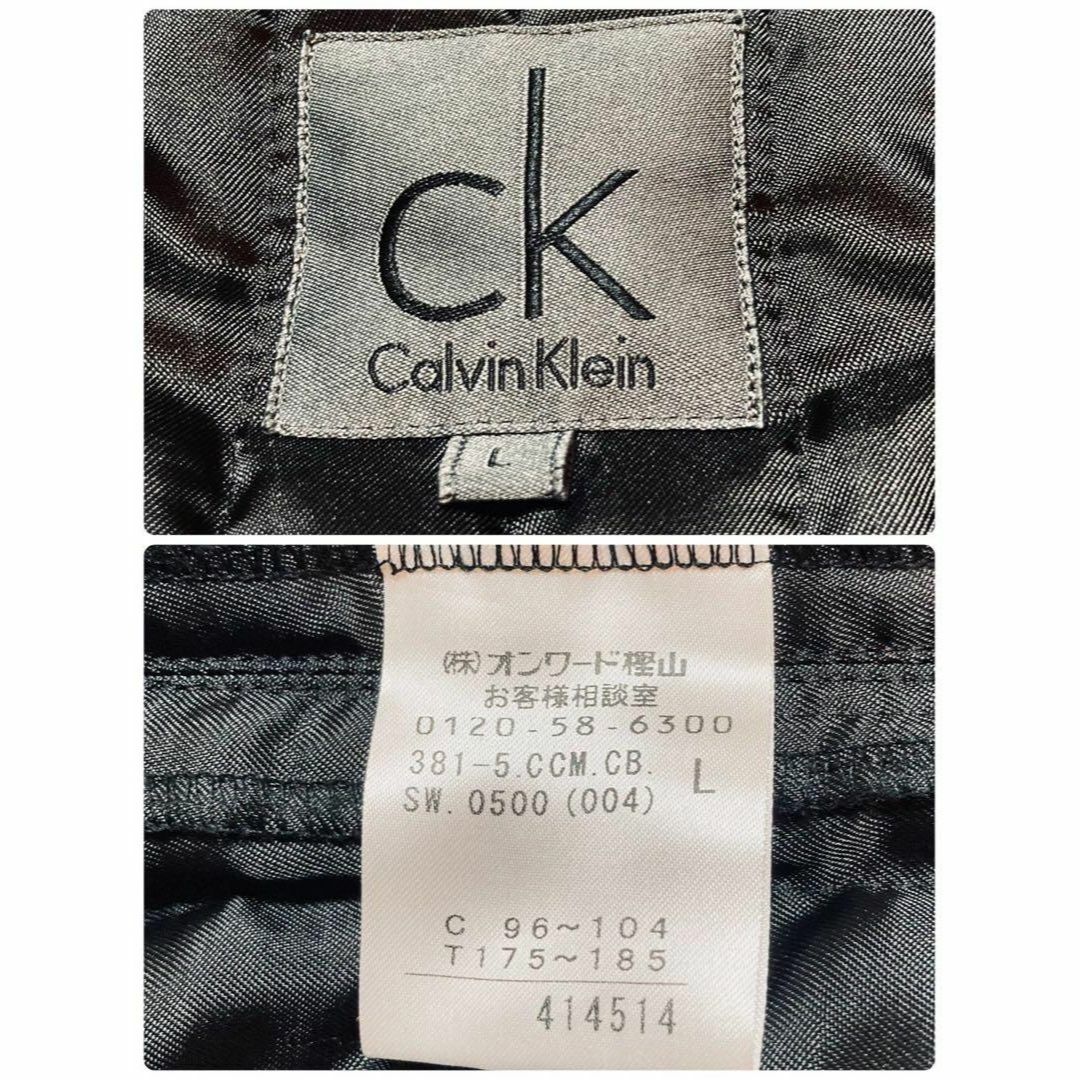 ck
Calvin Klein
L
(株)オンワード樫山
お客様相談室
0120-58-6300
381-5.CCM.CB.
SW. 0500 (004)
L
C 96~104
T175~185
414514